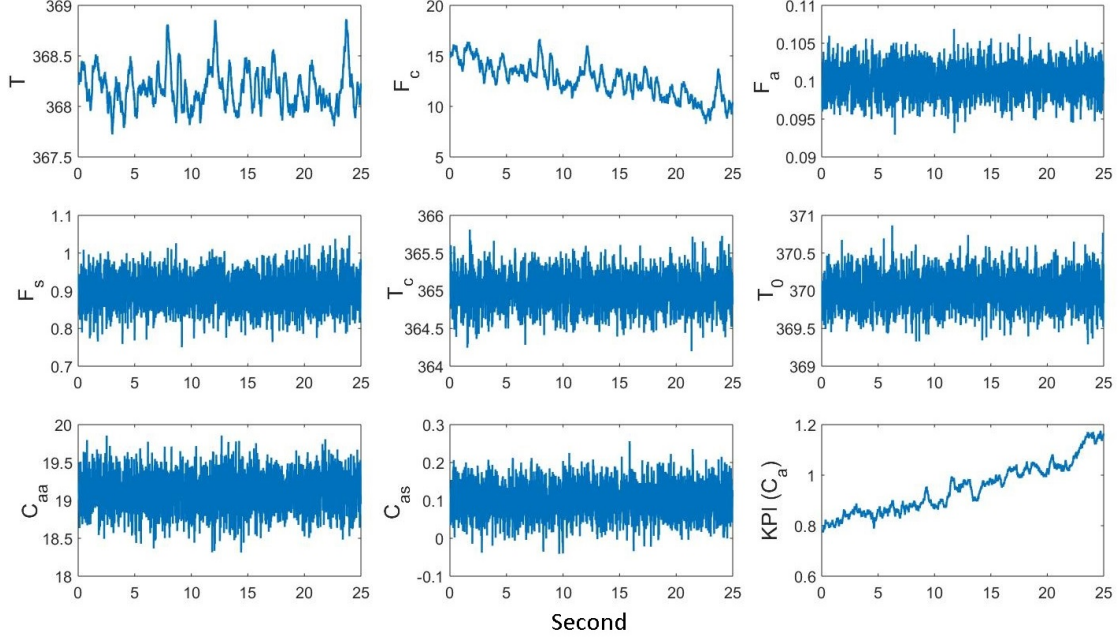 369 368.5 368 367.5
T
0 5 10 15 20 25
20 15 10 5
F_c
0 5 10 15 20 25
0.11 0.105 0.1 0.095 0.09
F_a
0 5 10 15 20 25
1.1 1 0.9 0.8 0.7
F_s
0 5 10 15 20 25
366 365.5 365 364.5 364
T_c
0 5 10 15 20 25
371 370.5 370 369.5 369
T_0
0 5 10 15 20 25
20 19.5 19 18.5 18
C_aa
0 5 10 15 20 25
0.3 0.2 0.1 0 -0.1
C_as
0 5 10 15 20 25
1.2 1 0.8 0.6
KPI (C_a)
0 5 10 15 20 25
Second